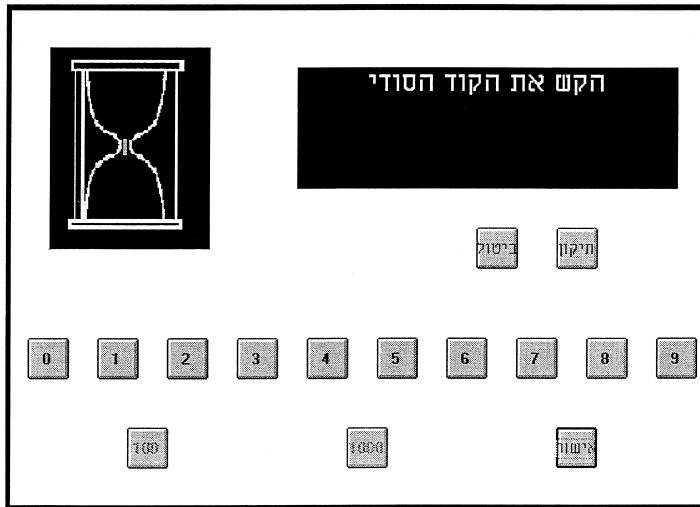 הקש את הקוד הסודי
ביטול
תיקון
0 1 2 3 4 5 6 7 8 9
100
1000
אישור